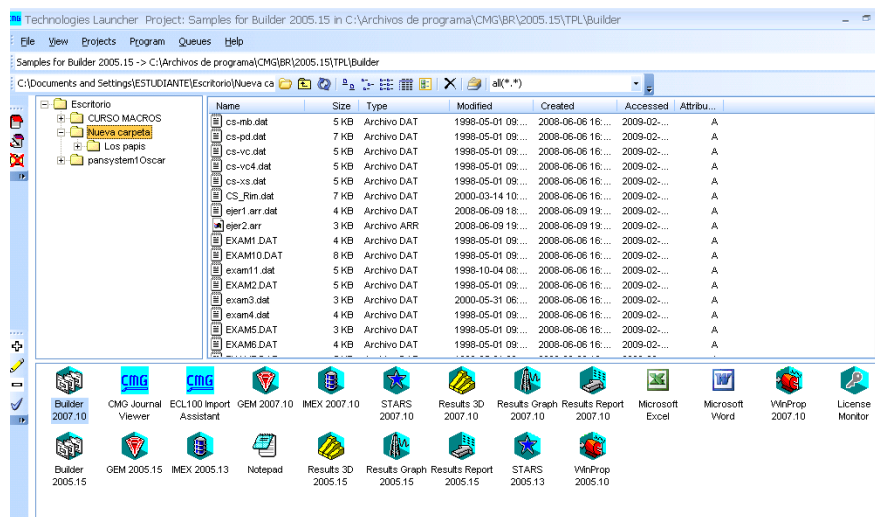 CMG Technologies Launcher Project: Samples for Builder 2005.15 in C:\Archivos de programa\CMG\BR\2005.15\TPL\Builder
File View Projects Program Queues Help
Samples for Builder 2005.15 -> C:\Archivos de programa\CMG\BR\2005.15\TPL\Builder
C:\Documents and Settings\ESTUDIANTE\Escritorio\Nueva ca all(*.*)
Escritorio
CURSO MACROS
Nueva carpeta
Los papis
pansystem1Oscar
Name Size Type Modified Created Accessed Attribu...
cs-mb.dat 5 KB Archivo DAT 1998-05-01 09:... 2008-06-06 16:... 2009-02-... A
cs-pd.dat 7 KB Archivo DAT 1998-05-01 09:... 2008-06-06 16:... 2009-02-... A
cs-vc.dat 5 KB Archivo DAT 1998-05-01 09:... 2008-06-06 16:... 2009-02-... A
cs-vc4.dat 5 KB Archivo DAT 1998-05-01 09:... 2008-06-06 16:... 2009-02-... A
cs-xs.dat 5 KB Archivo DAT 1998-05-01 09:... 2008-06-06 16:... 2009-02-... A
CS_Rim.dat 7 KB Archivo DAT 2000-03-14 10:... 2008-06-06 16:... 2009-02-... A
ejer1.arr.dat 4 KB Archivo DAT 2008-06-09 18:... 2008-06-09 19:... 2009-02-... A
ejer2.arr 3 KB Archivo ARR 2008-06-09 19:... 2008-06-09 19:... 2009-02-... A
EXAM1.DAT 4 KB Archivo DAT 1998-05-01 09:... 2008-06-06 16:... 2009-02-... A
EXAM10.DAT 8 KB Archivo DAT 1998-05-01 09:... 2008-06-06 16:... 2009-02-... A
exam11.dat 5 KB Archivo DAT 1998-10-04 08:... 2008-06-06 16:... 2009-02-... A
EXAM2.DAT 5 KB Archivo DAT 1998-05-01 09:... 2008-06-06 16:... 2009-02-... A
exam3.dat 3 KB Archivo DAT 2000-05-31 06:... 2008-06-06 16:... 2009-02-... A
exam4.dat 4 KB Archivo DAT 1998-05-01 09:... 2008-06-06 16:... 2009-02-... A
EXAM5.DAT 3 KB Archivo DAT 1998-05-01 09:... 2008-06-06 16:... 2009-02-... A
EXAM6.DAT 4 KB Archivo DAT 1998-05-01 09:... 2008-06-06 16:... 2009-02-... A
CMG CMG
Builder CMG Journal ECL100 Import GEM 2007.10 IMEX 2007.10 STARS Results 3D Results Graph Results Report Microsoft Microsoft WinProp License
2007.10 Viewer Assistant 2007.10 2007.10 2007.10 2007.10 Excel Word 2007.10 Monitor
Builder GEM 2005.15 IMEX 2005.13 Notepad Results 3D Results Graph Results Report STARS WinProp
2005.15 2005.15 2005.15 2005.15 2005.13 2005.10